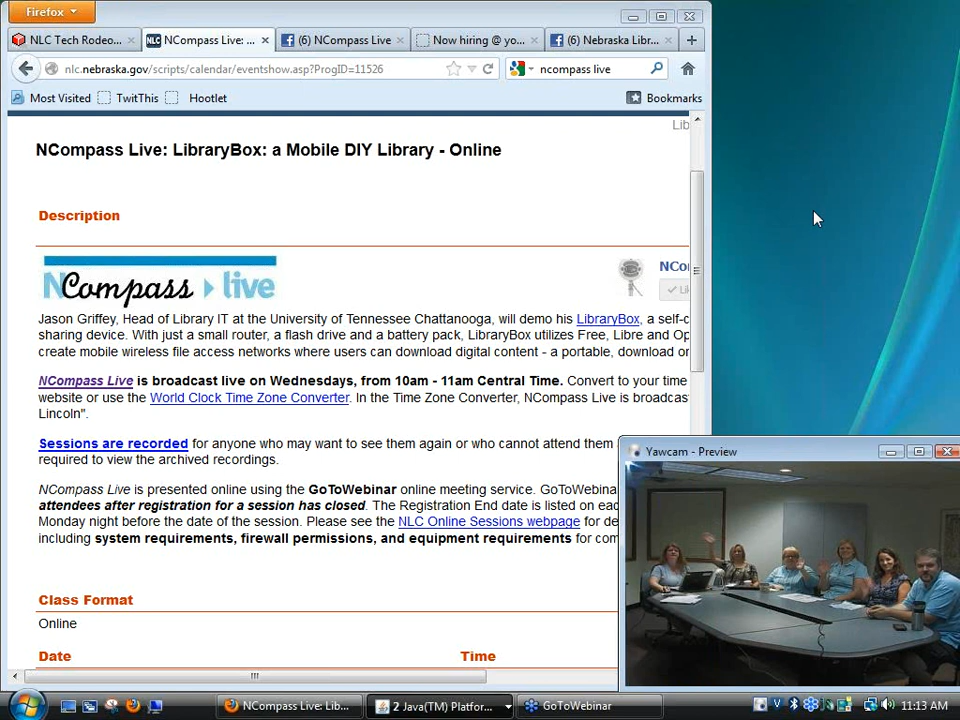 Firefox
NLC Tech Rodeo...
NCompass Live: ...
(6) NCompass Live
Now hiring @ yo...
(6) Nebraska Libr...
nlc.nebraska.gov/scripts/calendar/eventshow.asp?ProgID=11526
ncompass live
Most Visited
TwitThis
Hootlet
Bookmarks
Lib
NCompass Live: LibraryBox: a Mobile DIY Library - Online
Description
NCompass live
NCo
Li
Jason Griffey, Head of Library IT at the University of Tennessee Chattanooga, will demo his LibraryBox, a self-c
sharing device. With just a small router, a flash drive and a battery pack, LibraryBox utilizes Free, Libre and Op
create mobile wireless file access networks where users can download digital content - a portable, download or
NCompass Live is broadcast live on Wednesdays, from 10am - 11am Central Time. Convert to your time
website or use the World Clock Time Zone Converter. In the Time Zone Converter, NCompass Live is broadcas
Lincoln".
Sessions are recorded for anyone who may want to see them again or who cannot attend them
required to view the archived recordings.
NCompass Live is presented online using the GoToWebinar online meeting service. GoToWebina
attendees after registration for a session has closed. The Registration End date is listed on eac
Monday night before the date of the session. Please see the NLC Online Sessions webpage for de
including system requirements, firewall permissions, and equipment requirements for com
Class Format
Online
Date
Time
Yawcam - Preview
NCompass Live: Lib...
2 Java(TM) Platfor...
GoToWebinar
11:13 AM